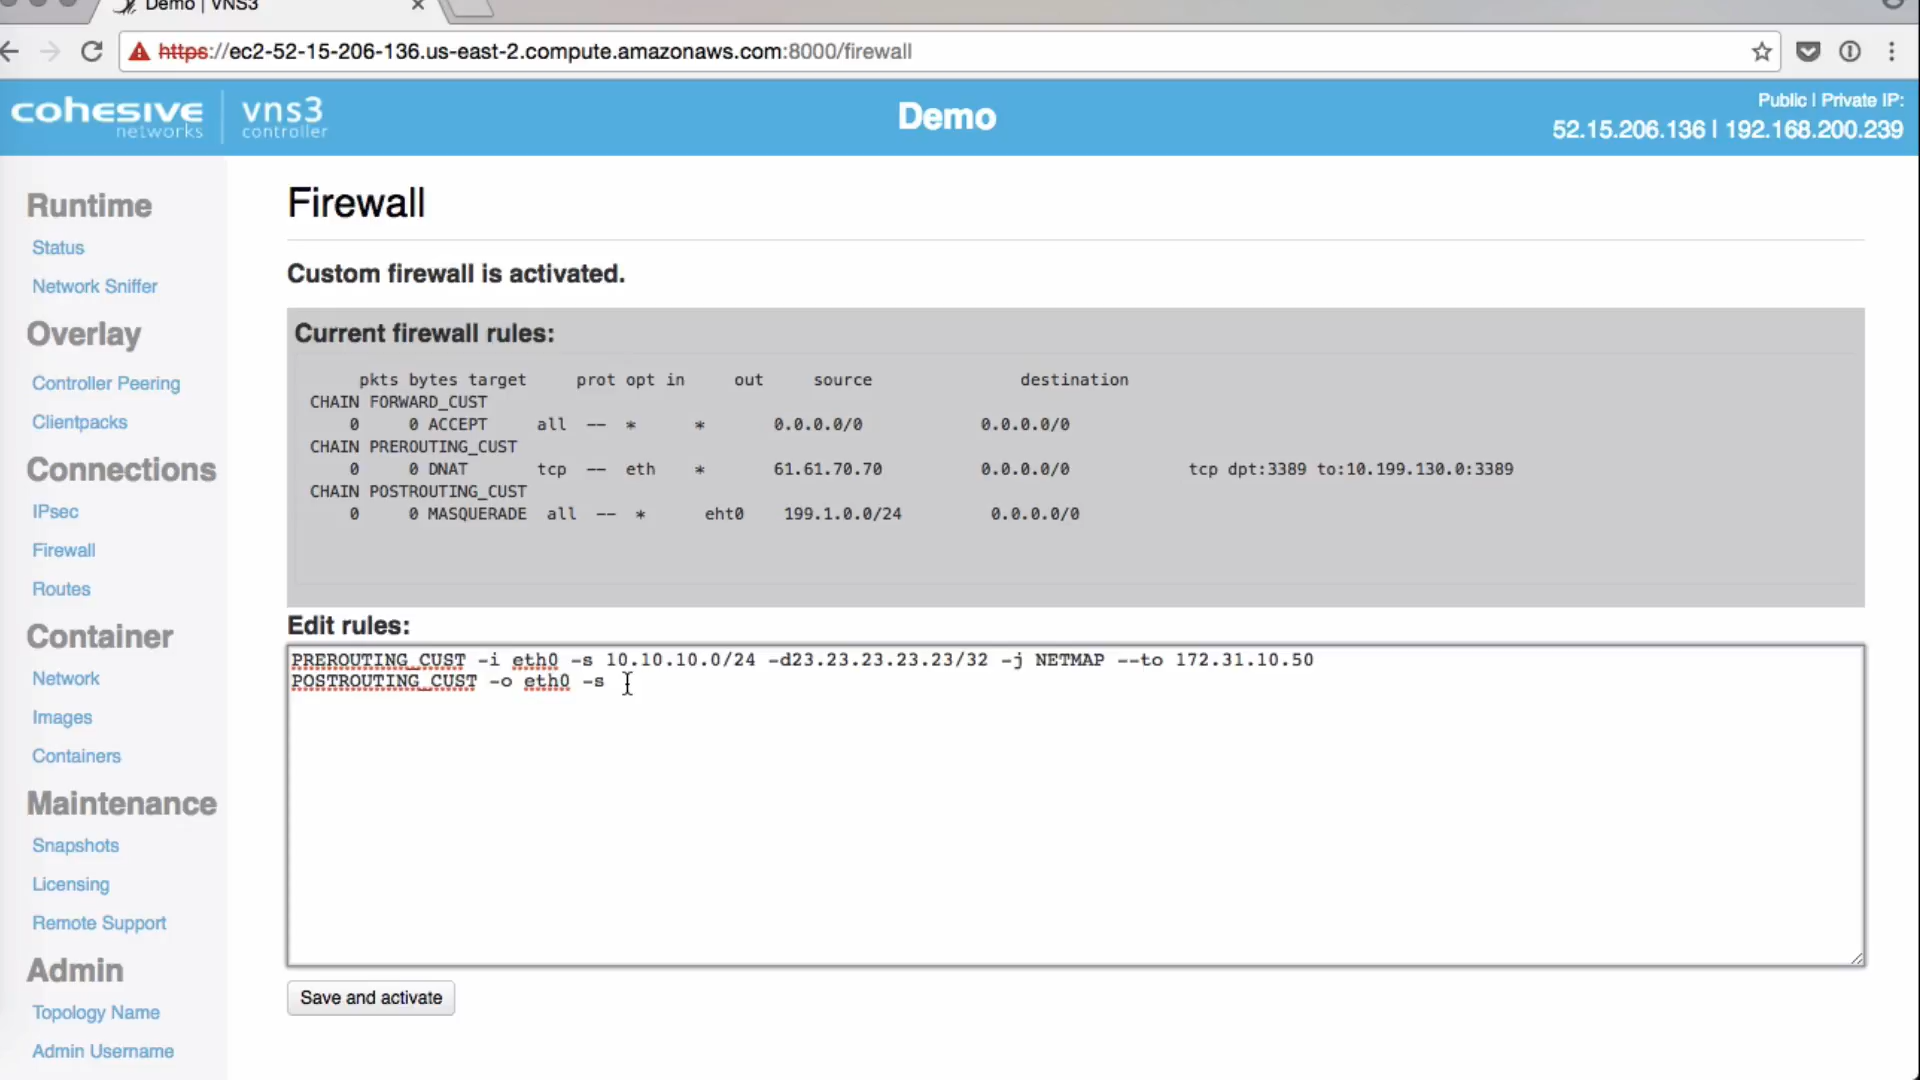 Demo | VNS3
https://ec2-52-15-206-136.us-east-2.compute.amazonaws.com:8000/firewall
cohesive networks vns3 controller
Demo
Public | Private IP:
52.15.206.136 | 192.168.200.239
Runtime
Status
Network Sniffer
Overlay
Controller Peering
Clientpacks
Connections
IPsec
Firewall
Routes
Container
Network
Images
Containers
Maintenance
Snapshots
Licensing
Remote Support
Admin
Topology Name
Admin Username
Firewall
Custom firewall is activated.
Current firewall rules:
pkts bytes target prot opt in out source destination
CHAIN FORWARD_CUST
0 0 ACCEPT all -- * * 0.0.0.0/0 0.0.0.0/0
CHAIN PREROUTING_CUST
0 0 DNAT tcp -- eth * 61.61.70.70 0.0.0.0/0 tcp dpt:3389 to:10.199.130.0:3389
CHAIN POSTROUTING_CUST
0 0 MASQUERADE all -- * eht0 199.1.0.0/24 0.0.0.0/0
Edit rules:
PREROUTING_CUST -i eth0 -s 10.10.10.0/24 -d23.23.23.23.23/32 -j NETMAP --to 172.31.10.50
POSTROUTING_CUST -o eth0 -s
Save and activate